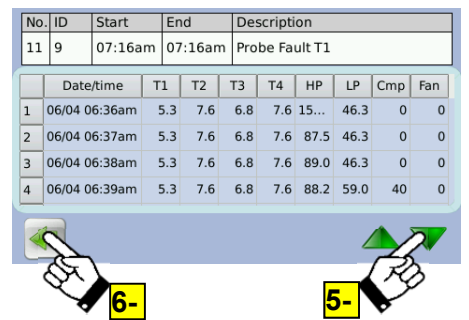 No. ID Start End Description
11 9 07:16am 07:16am Probe Fault T1
Date/time T1 T2 T3 T4 HP LP Cmp Fan
1 06/04 06:36am 5.3 7.6 6.8 7.6 15... 46.3 0 0
2 06/04 06:37am 5.3 7.6 6.8 7.6 87.5 46.3 0 0
3 06/04 06:38am 5.3 7.6 6.8 7.6 89.0 46.3 0 0
4 06/04 06:39am 5.3 7.6 6.8 7.6 88.2 59.0 40 0
6- 5-